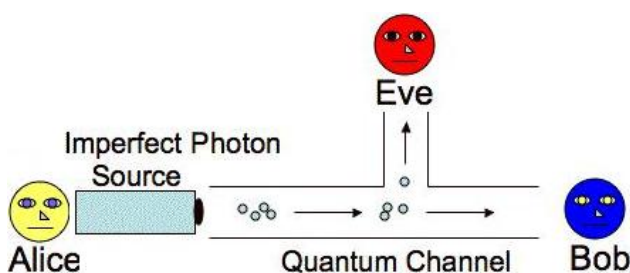 Eve
Imperfect Photon
Source
Alice
Quantum Channel
Bob